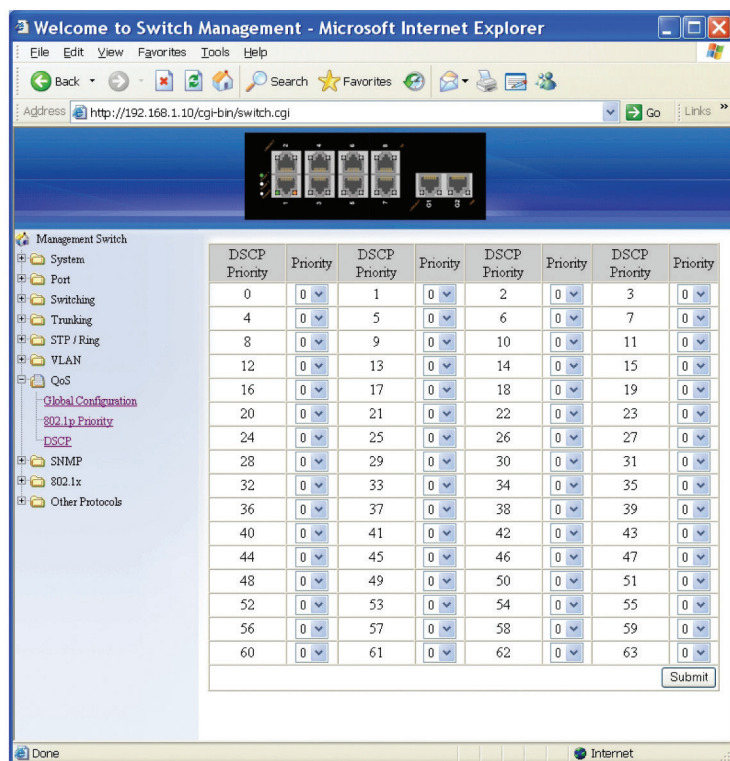 Welcome to Switch Management - Microsoft Internet Explorer
File Edit View Favorites Tools Help
Back Search Favorites
Address http://192.168.1.10/cgi-bin/switch.cgi Go Links »
2 4 6 8
1 3 5 7 G1 G2
Management Switch
System
Port
Switching
Trunking
STP / Ring
VLAN
QoS
Global Configuration
802.1p Priority
DSCP
SNMP
802.1x
Other Protocols
DSCP Priority Priority DSCP Priority Priority DSCP Priority Priority DSCP Priority Priority
0 0 1 0 2 0 3 0
4 0 5 0 6 0 7 0
8 0 9 0 10 0 11 0
12 0 13 0 14 0 15 0
16 0 17 0 18 0 19 0
20 0 21 0 22 0 23 0
24 0 25 0 26 0 27 0
28 0 29 0 30 0 31 0
32 0 33 0 34 0 35 0
36 0 37 0 38 0 39 0
40 0 41 0 42 0 43 0
44 0 45 0 46 0 47 0
48 0 49 0 50 0 51 0
52 0 53 0 54 0 55 0
56 0 57 0 58 0 59 0
60 0 61 0 62 0 63 0
Submit
Done Internet